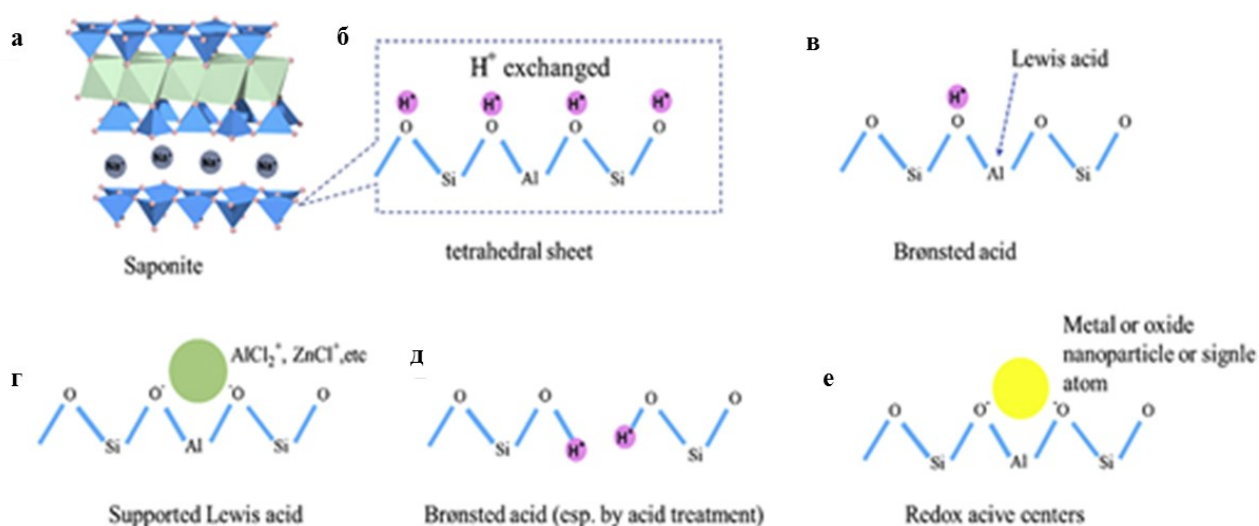 а
Na⁺ Na⁺ Na⁺ Na⁺
Saponite
б
H⁺ exchanged
H⁺ H⁺ H⁺ H⁺
O O O O
Si Al Si
tetrahedral sheet
в
Lewis acid
H⁺
O O O O
Si Al Si
Brønsted acid
г
AlCl₂⁺, ZnCl⁺,etc
O O⁻ ⁻O O
Si Al Si
Supported Lewis acid
д
O O O O
Si H⁺ H⁺ Si
Brønsted acid (esp. by acid treatment)
е
Metal or oxide
nanoparticle or signle
atom
O O⁻ ⁻O O
Si Al Si
Redox acive centers